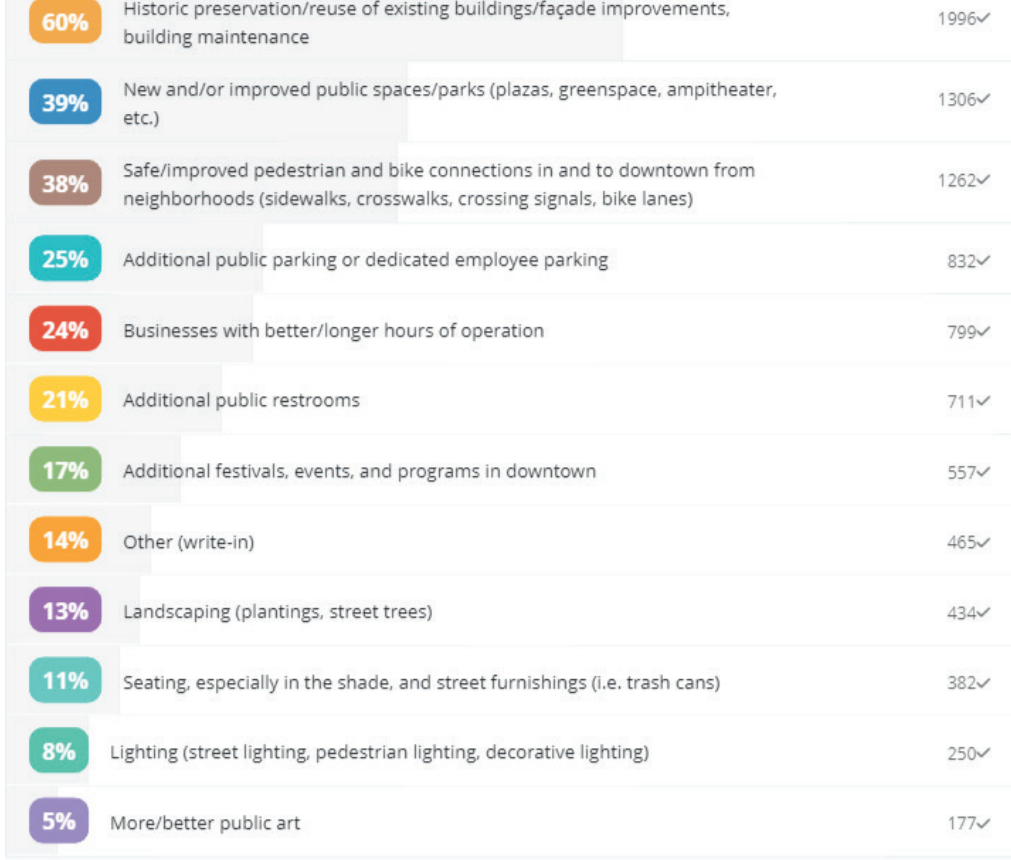 60% Historic preservation/reuse of existing buildings/façade improvements, 1996✓
building maintenance
39% New and/or improved public spaces/parks (plazas, greenspace, ampitheater, 1306✓
etc.)
38% Safe/improved pedestrian and bike connections in and to downtown from 1262✓
neighborhoods (sidewalks, crosswalks, crossing signals, bike lanes)
25% Additional public parking or dedicated employee parking 832✓
24% Businesses with better/longer hours of operation 799✓
21% Additional public restrooms 711✓
17% Additional festivals, events, and programs in downtown 557✓
14% Other (write-in) 465✓
13% Landscaping (plantings, street trees) 434✓
11% Seating, especially in the shade, and street furnishings (i.e. trash cans) 382✓
8% Lighting (street lighting, pedestrian lighting, decorative lighting) 250✓
5% More/better public art 177✓